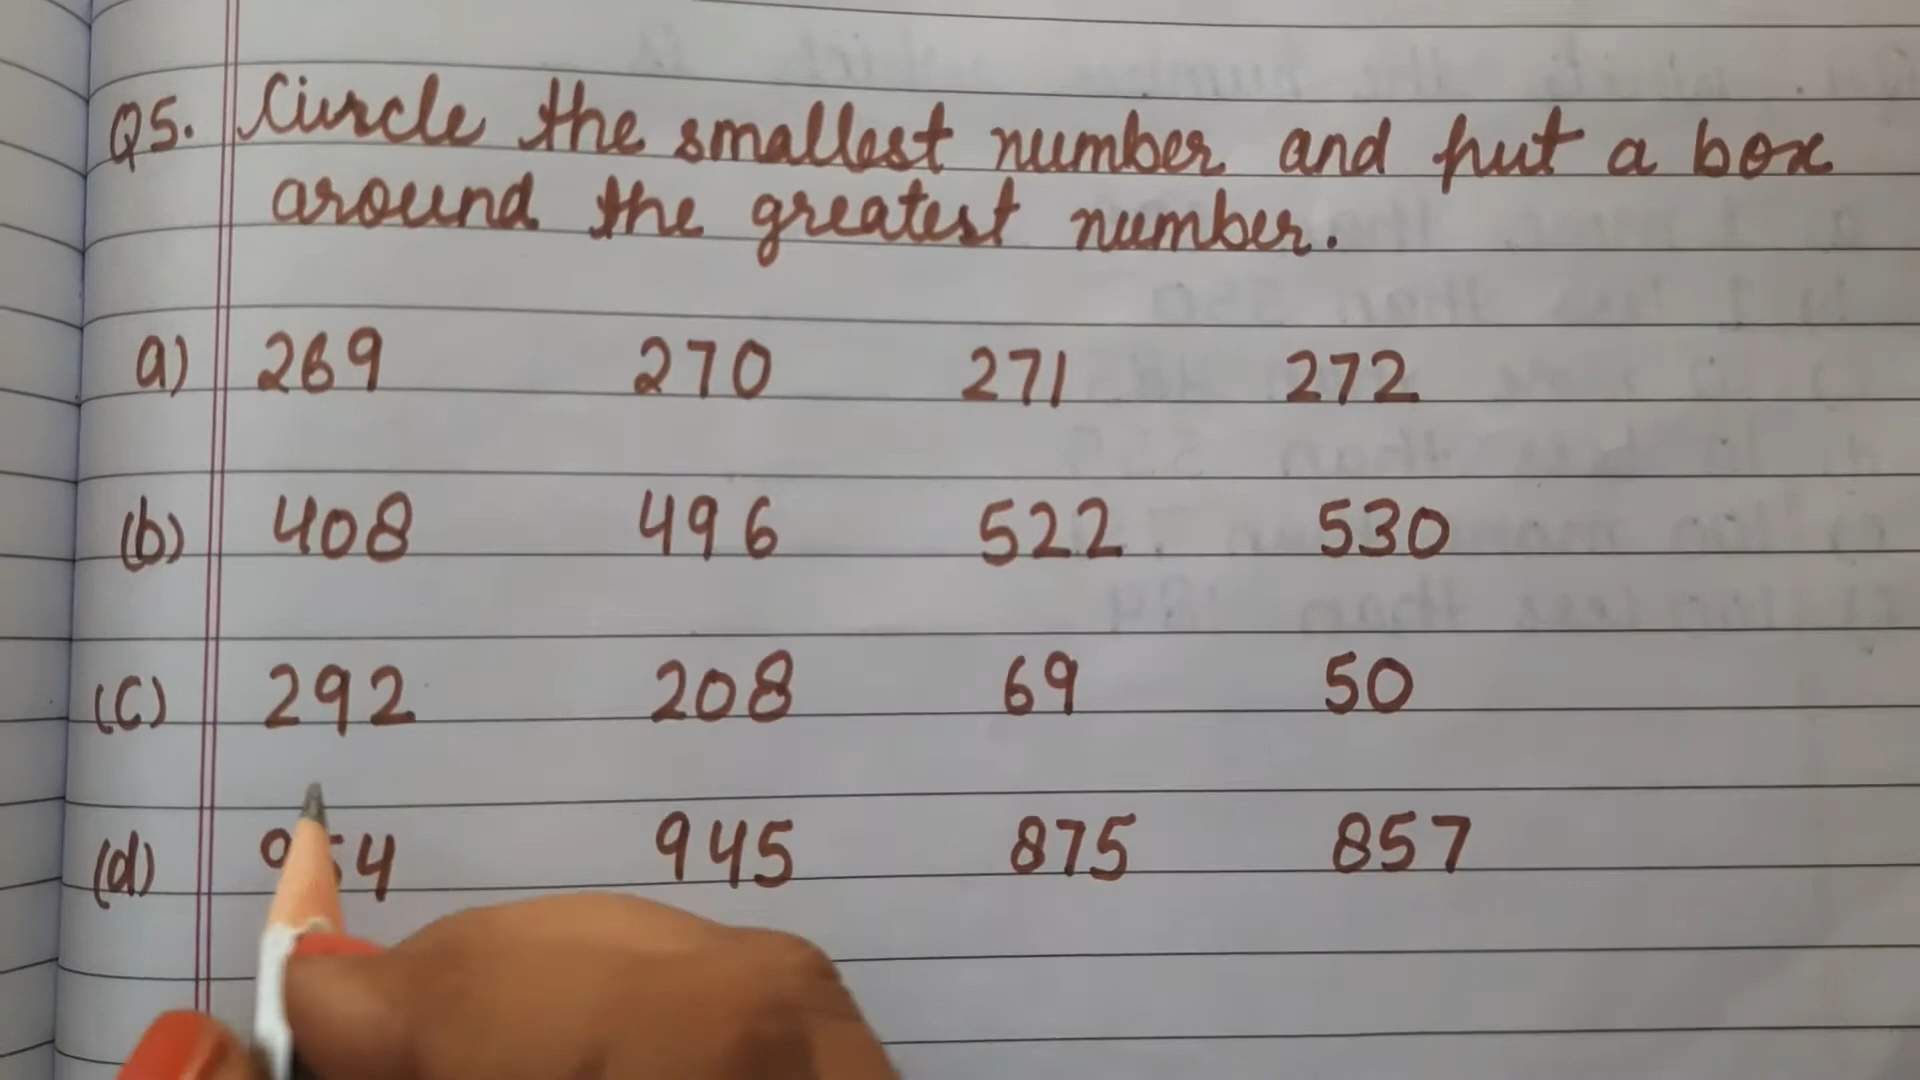 Q5. Circle the smallest number and put a box
around the greatest number.
a) 269 270 271 272
(b) 408 496 522 530
(c) 292 208 69 50
(d) 945 875 857